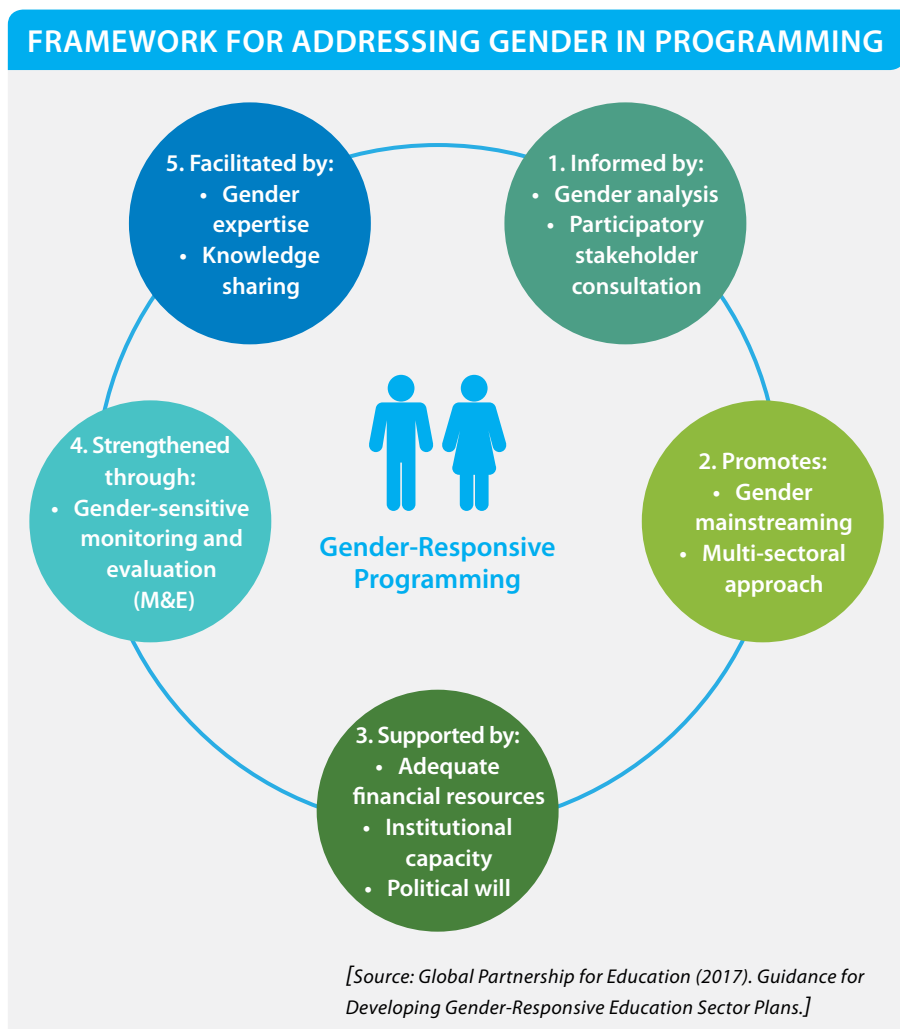 FRAMEWORK FOR ADDRESSING GENDER IN PROGRAMMING
1. Informed by:
• Gender analysis
• Participatory
stakeholder
consultation
2. Promotes:
• Gender
mainstreaming
• Multi-sectoral
approach
3. Supported by:
• Adequate
financial resources
• Institutional
capacity
• Political will
4. Strengthened
through:
• Gender-sensitive
monitoring and
evaluation
(M&E)
5. Facilitated by:
• Gender
expertise
• Knowledge
sharing
Gender-Responsive
Programming
[Source: Global Partnership for Education (2017). Guidance for
Developing Gender-Responsive Education Sector Plans.]